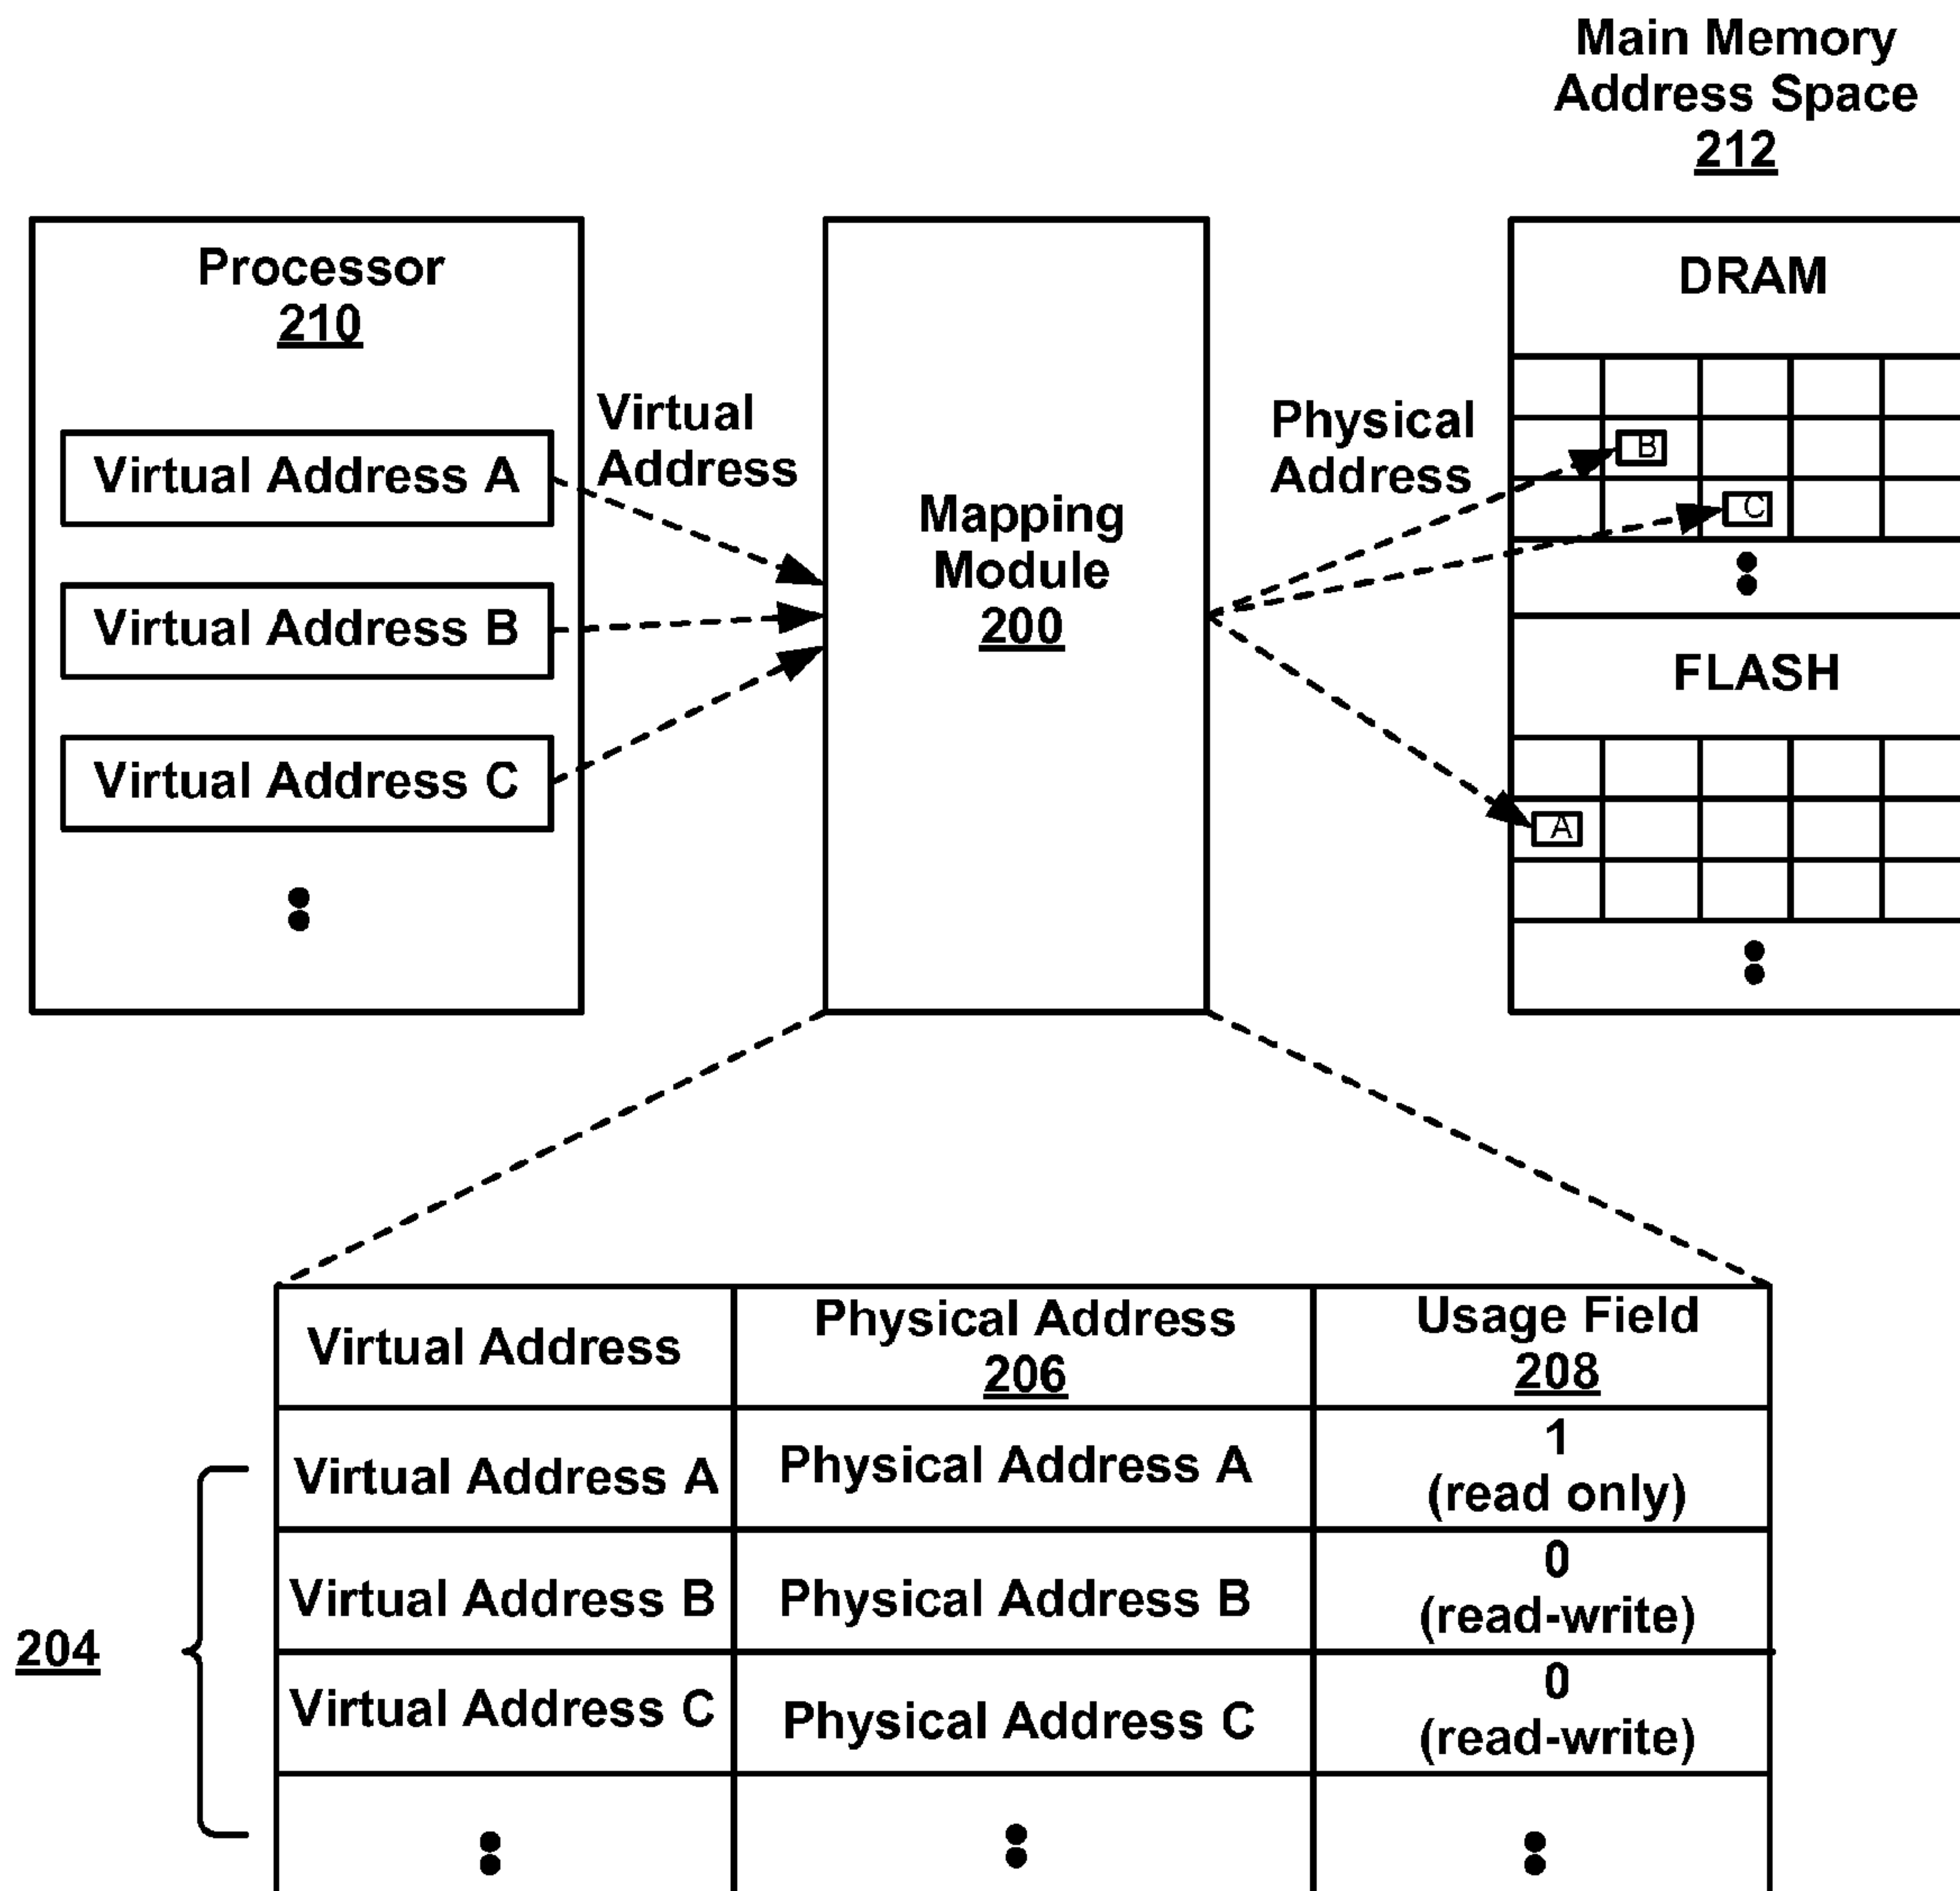 Main Memory
Address Space
212
Processor
210
Virtual Address A
Virtual Address B
Virtual Address C
Virtual
Address
Mapping
Module
200
Physical
Address
DRAM
B
C
FLASH
A
Virtual Address
Physical Address
206
Usage Field
208
Virtual Address A
Physical Address A
1
(read only)
Virtual Address B
Physical Address B
0
(read-write)
Virtual Address C
Physical Address C
0
(read-write)
204